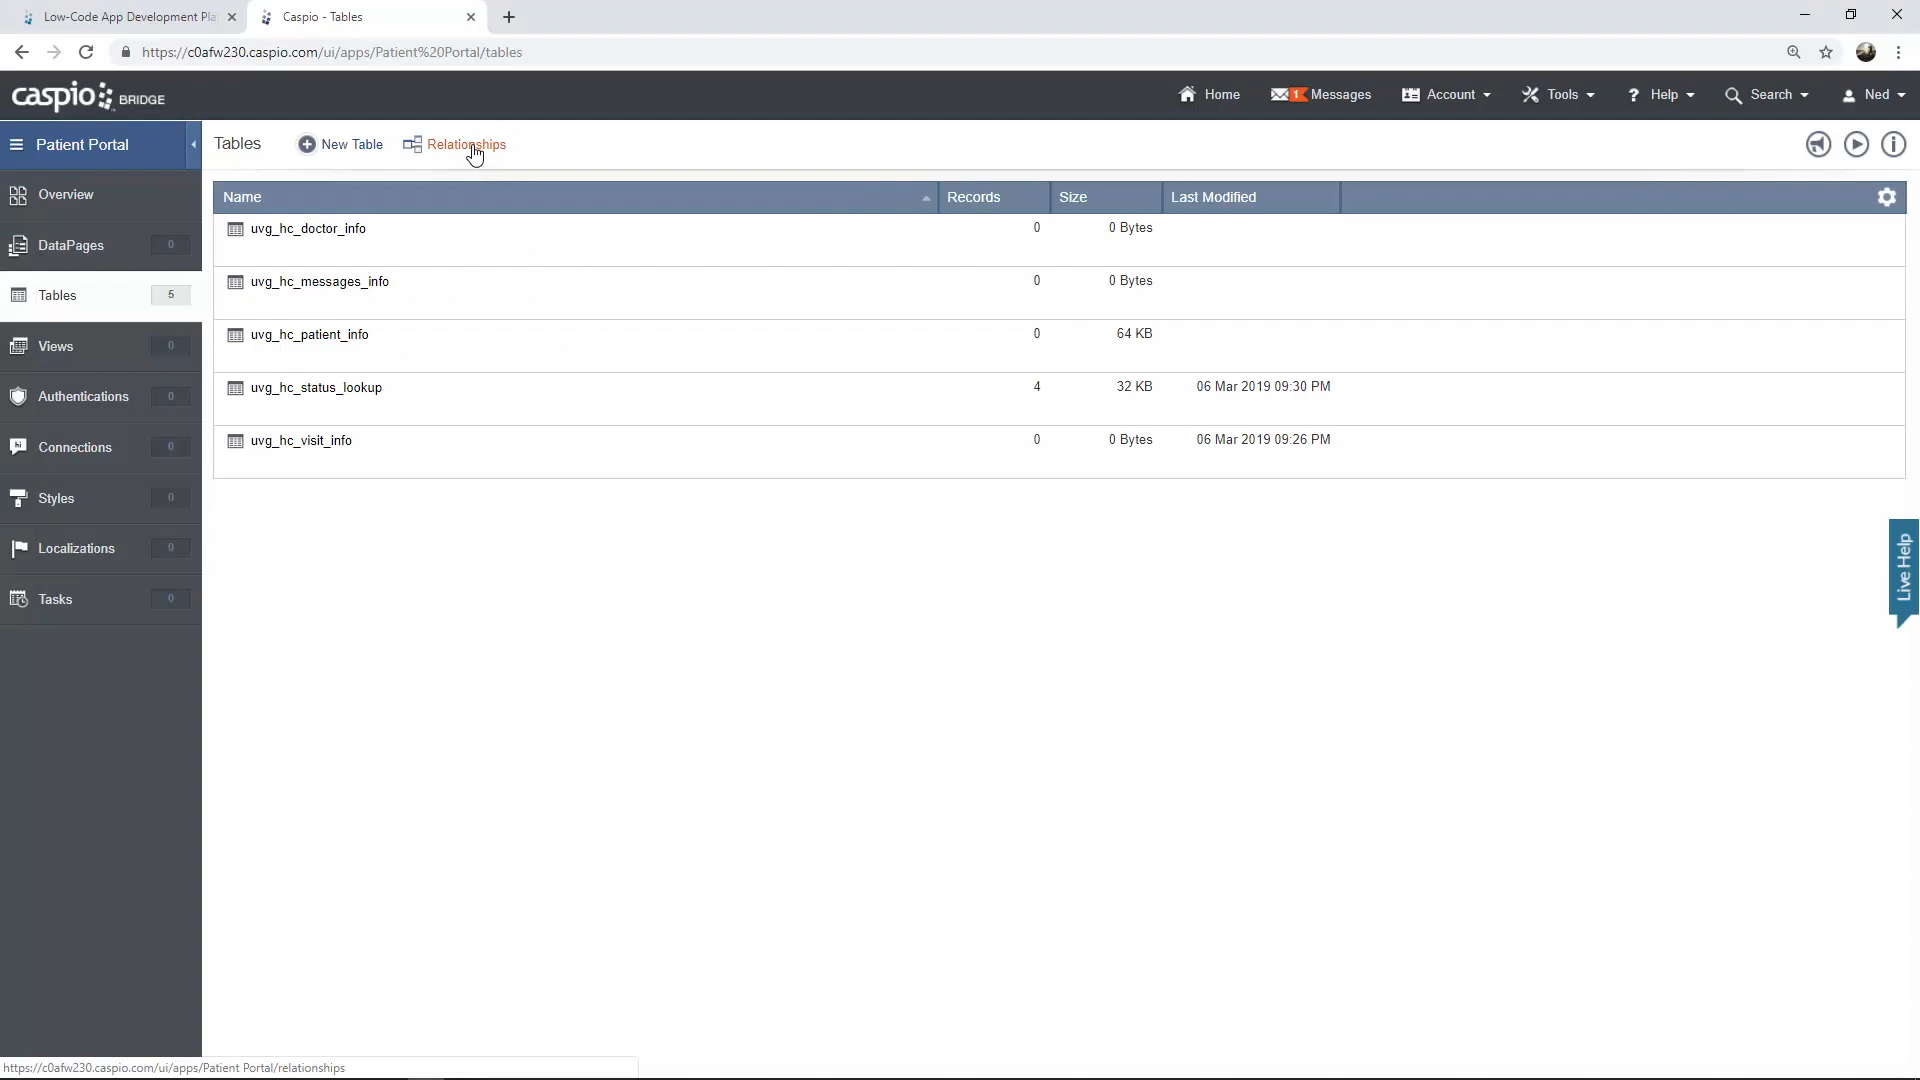 Low-Code App Development Pla
Caspio - Tables
https://c0afw230.caspio.com/ui/apps/Patient%20Portal/tables
caspio BRIDGE
Home
1 Messages
Account
Tools
? Help
Search
Ned
Patient Portal
Tables
New Table
Relationships
Overview
DataPages 0
Tables 5
Views 0
Authentications 0
Connections 0
Styles 0
Localizations 0
Tasks 0
Name Records Size Last Modified
uvg_hc_doctor_info 0 0 Bytes
uvg_hc_messages_info 0 0 Bytes
uvg_hc_patient_info 0 64 KB
uvg_hc_status_lookup 4 32 KB 06 Mar 2019 09:30 PM
uvg_hc_visit_info 0 0 Bytes 06 Mar 2019 09:26 PM
Live Help
https://c0afw230.caspio.com/ui/apps/Patient Portal/relationships